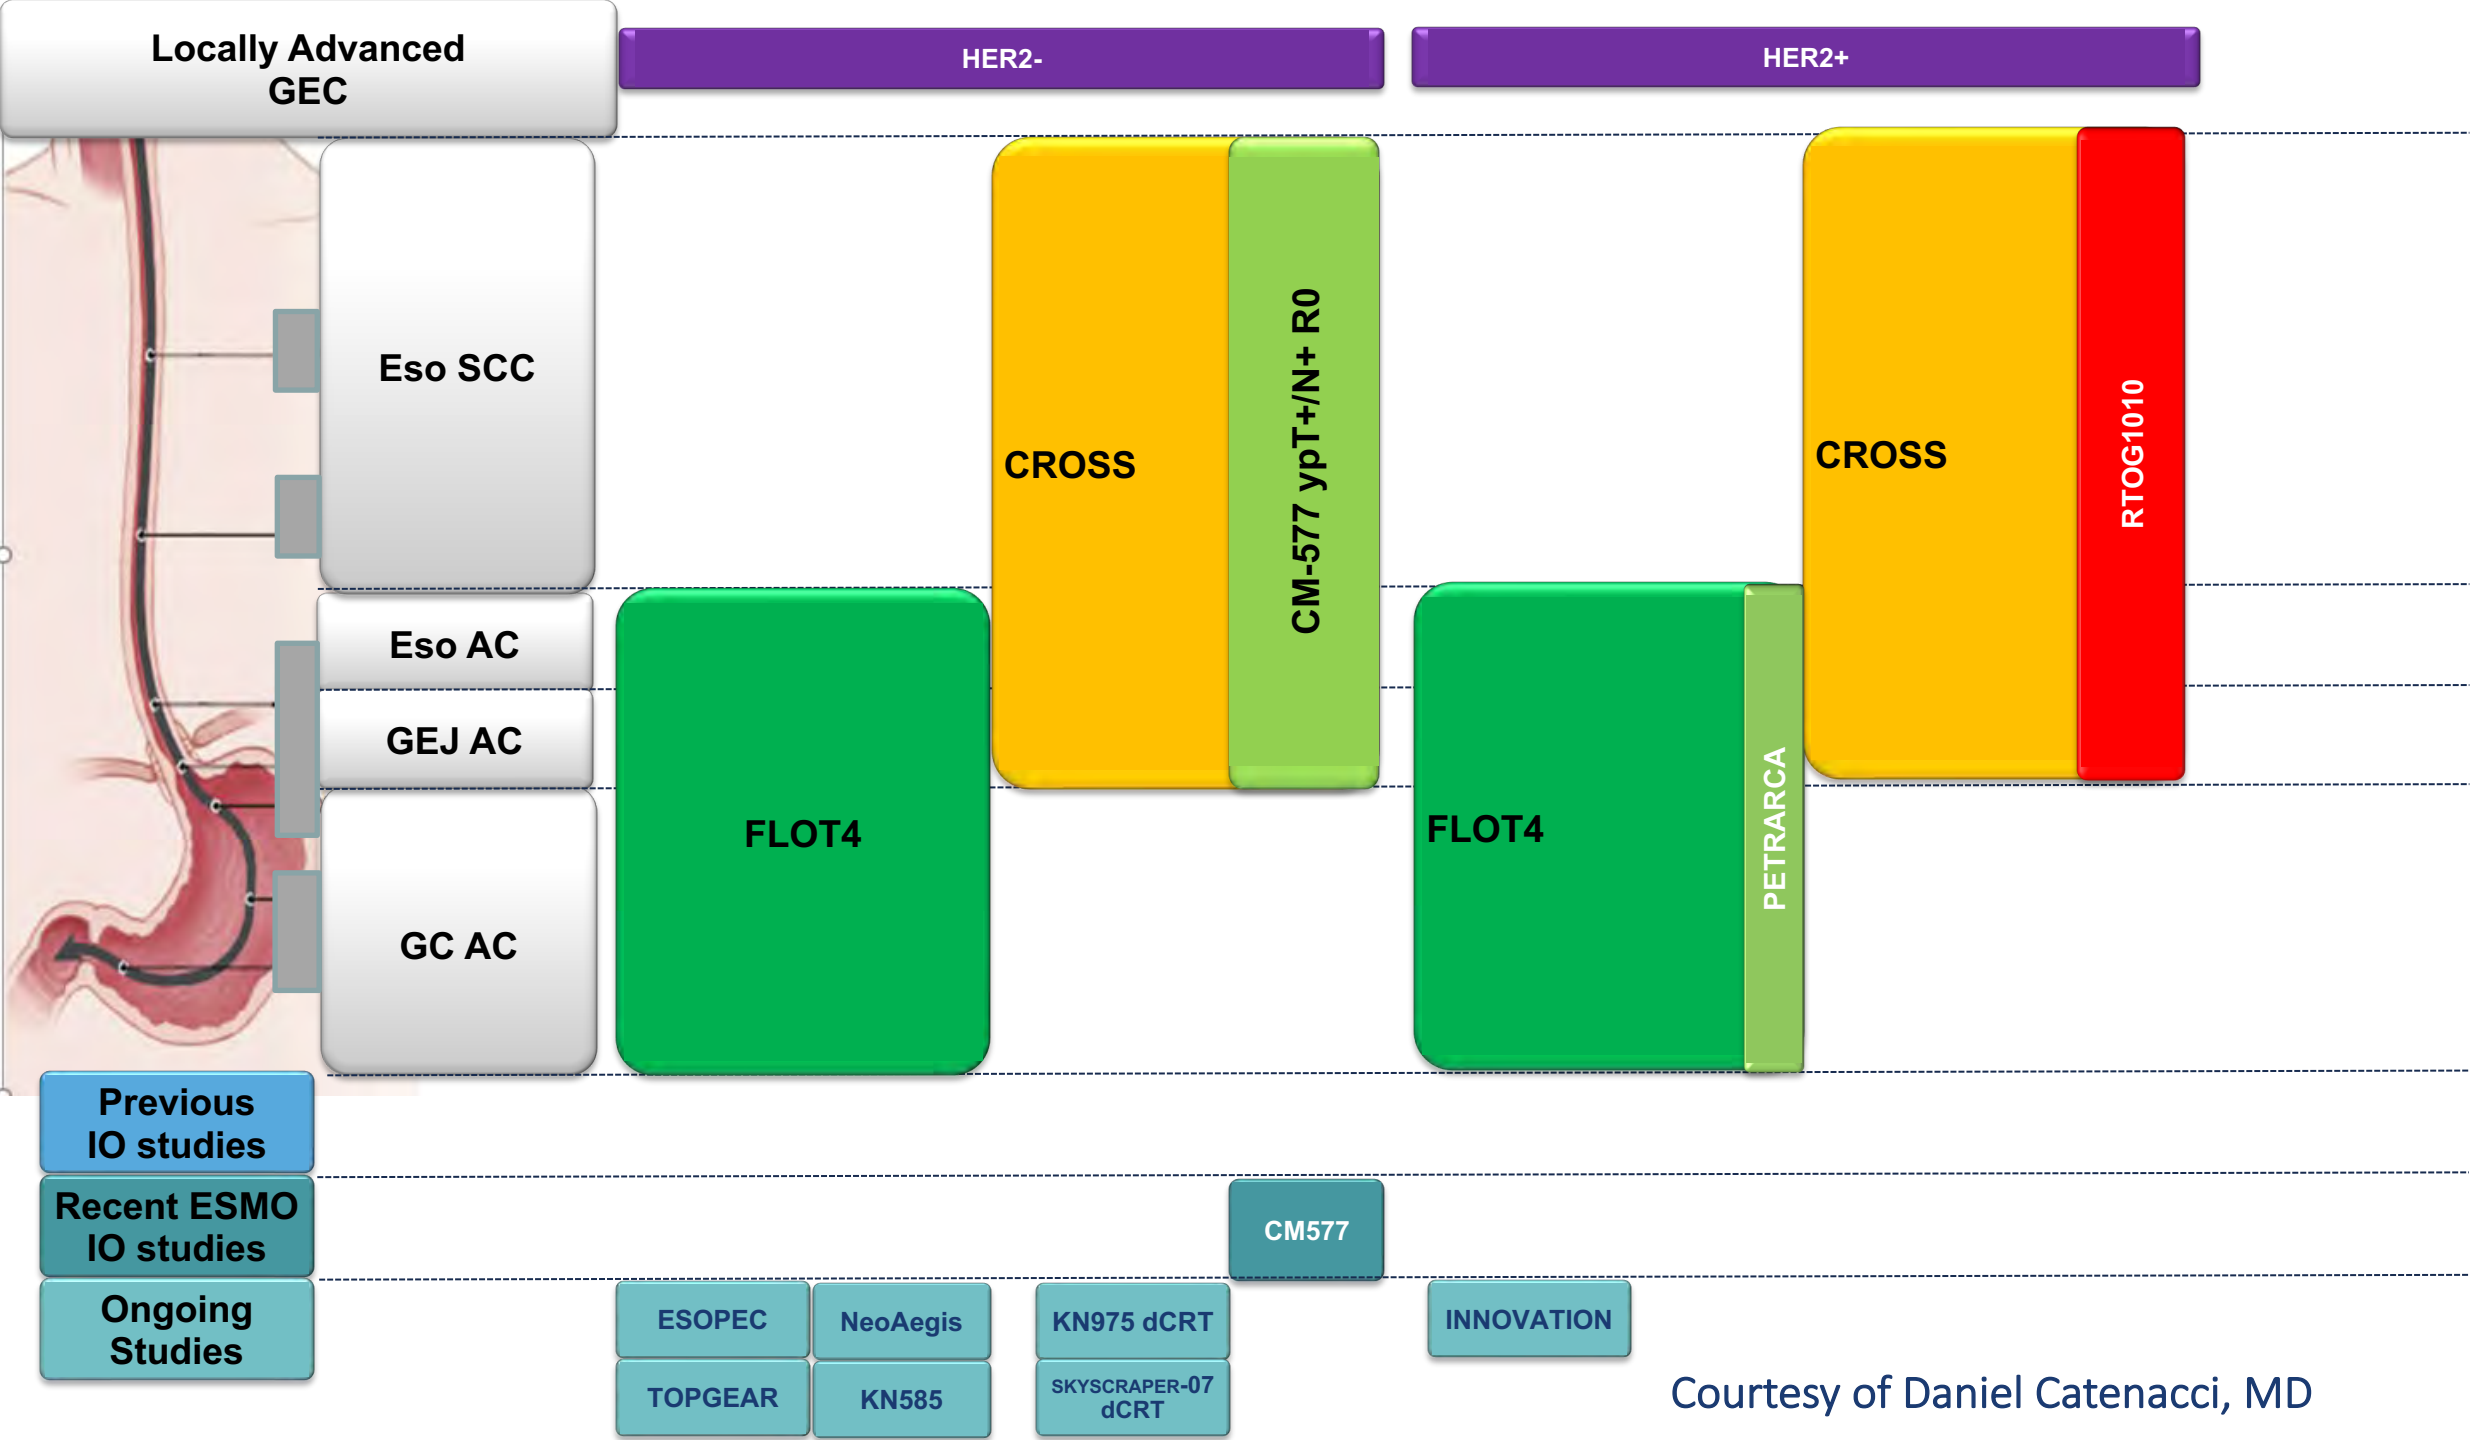 Locally Advanced
GEC
HER2-
HER2+
Eso SCC
Eso AC
GEJ AC
GC AC
FLOT4
CROSS
CM-577 ypT+/N+ R0
FLOT4
PETRARCA
CROSS
RTOG1010
Previous
IO studies
Recent ESMO
IO studies
CM577
Ongoing
Studies
ESOPEC
NeoAegis
KN975 dCRT
INNOVATION
TOPGEAR
KN585
SKYSCRAPER-07
dCRT
Courtesy of Daniel Catenacci, MD